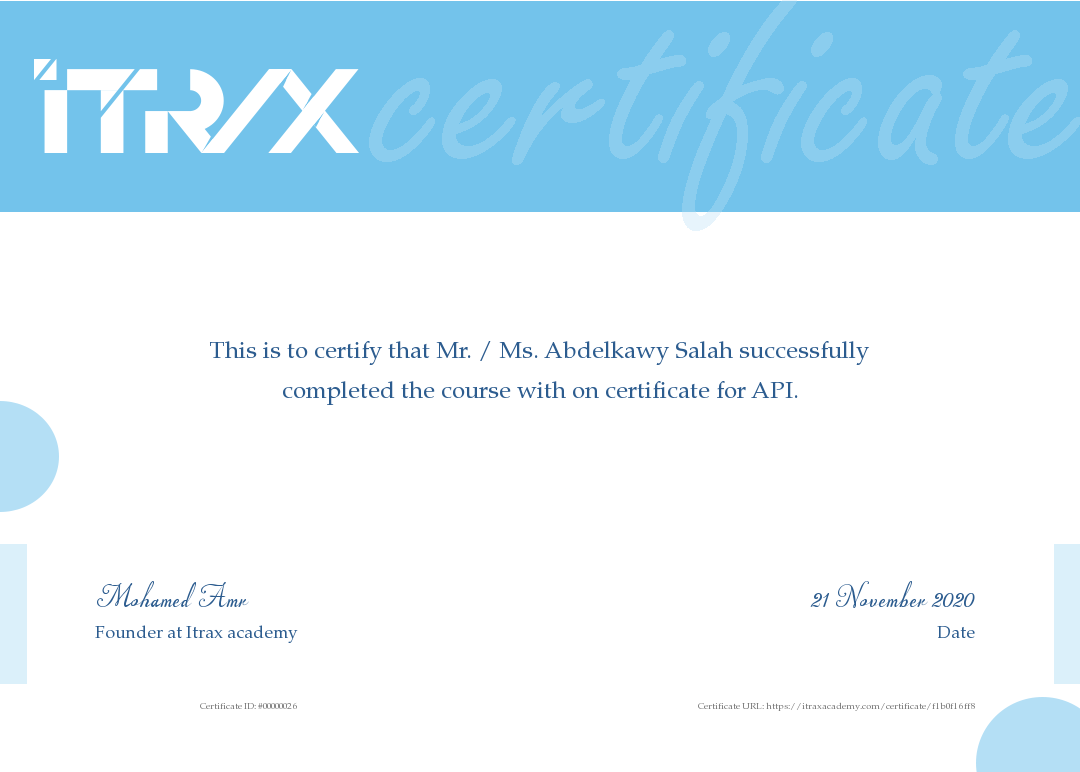 iTRAX certificate
This is to certify that Mr. / Ms. Abdelkawy Salah successfully
completed the course with on certificate for API.
Mohamed Amr
21 November 2020
Founder at Itrax academy
Date
Certificate ID: #00000026
Certificate URL: https://itraxacademy.com/certificate/f1b0f16ff8